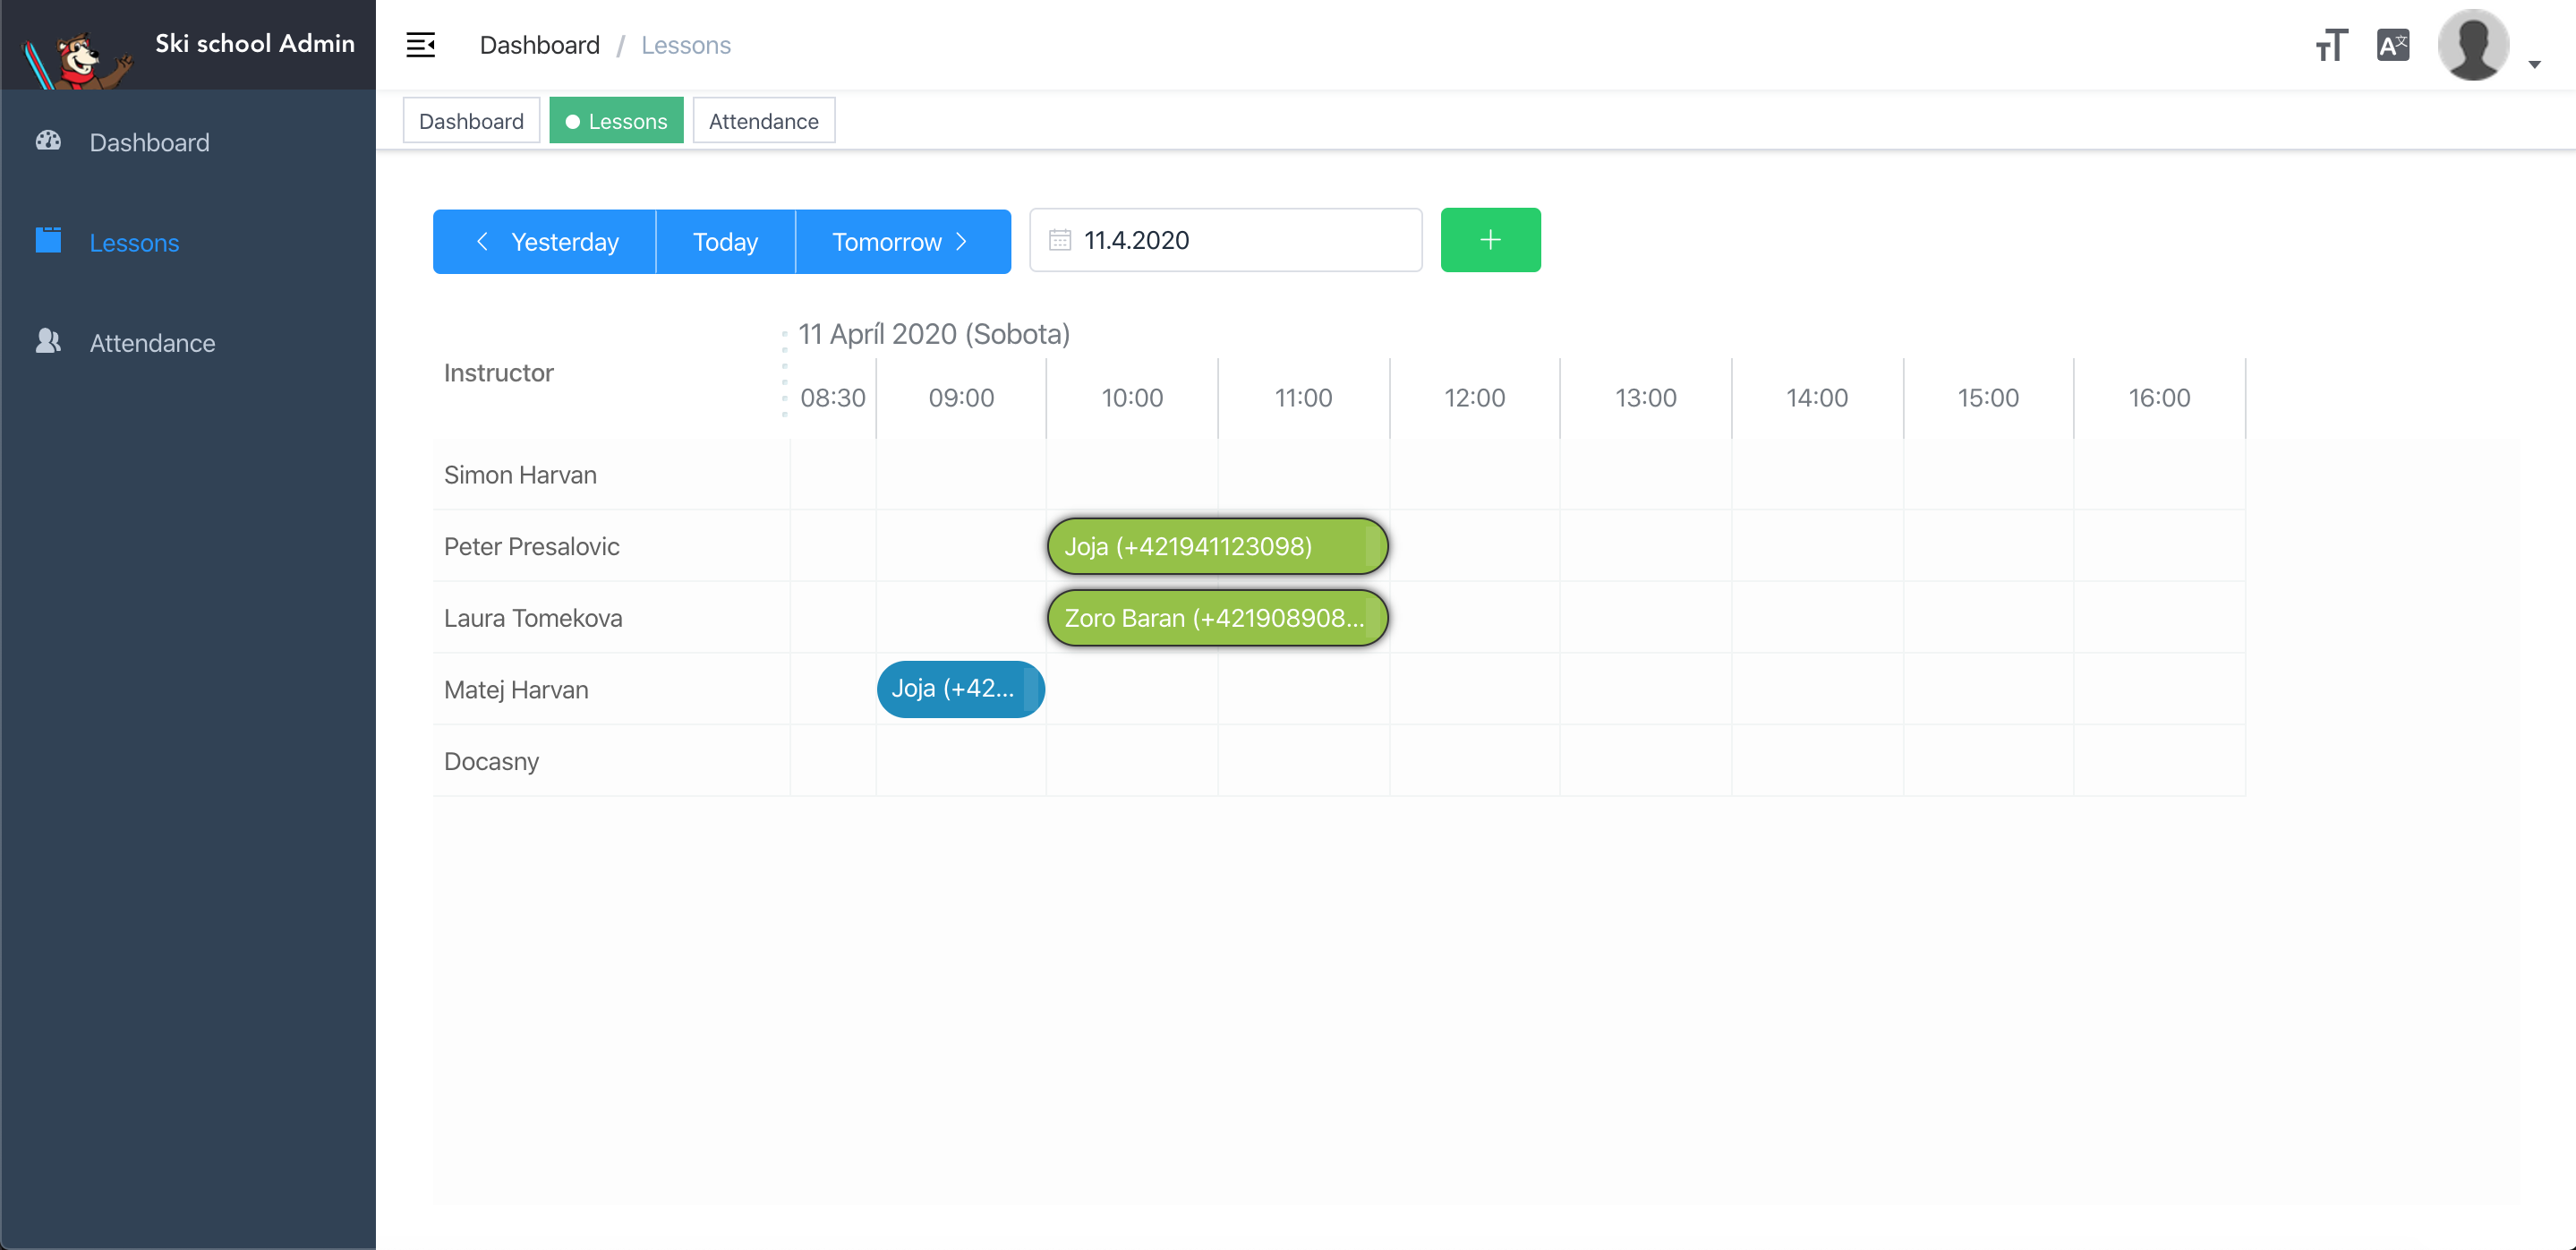 Ski school Admin
Dashboard / Lessons
Dashboard
Lessons
Attendance
Dashboard
Lessons
Attendance
Yesterday
Today
Tomorrow
11.4.2020
+
11 Apríl 2020 (Sobota)
Instructor
08:30 09:00 10:00 11:00 12:00 13:00 14:00 15:00 16:00
Simon Harvan
Peter Presalovic
Joja (+421941123098)
Laura Tomekova
Zoro Baran (+421908908...
Matej Harvan
Joja (+42...
Docasny